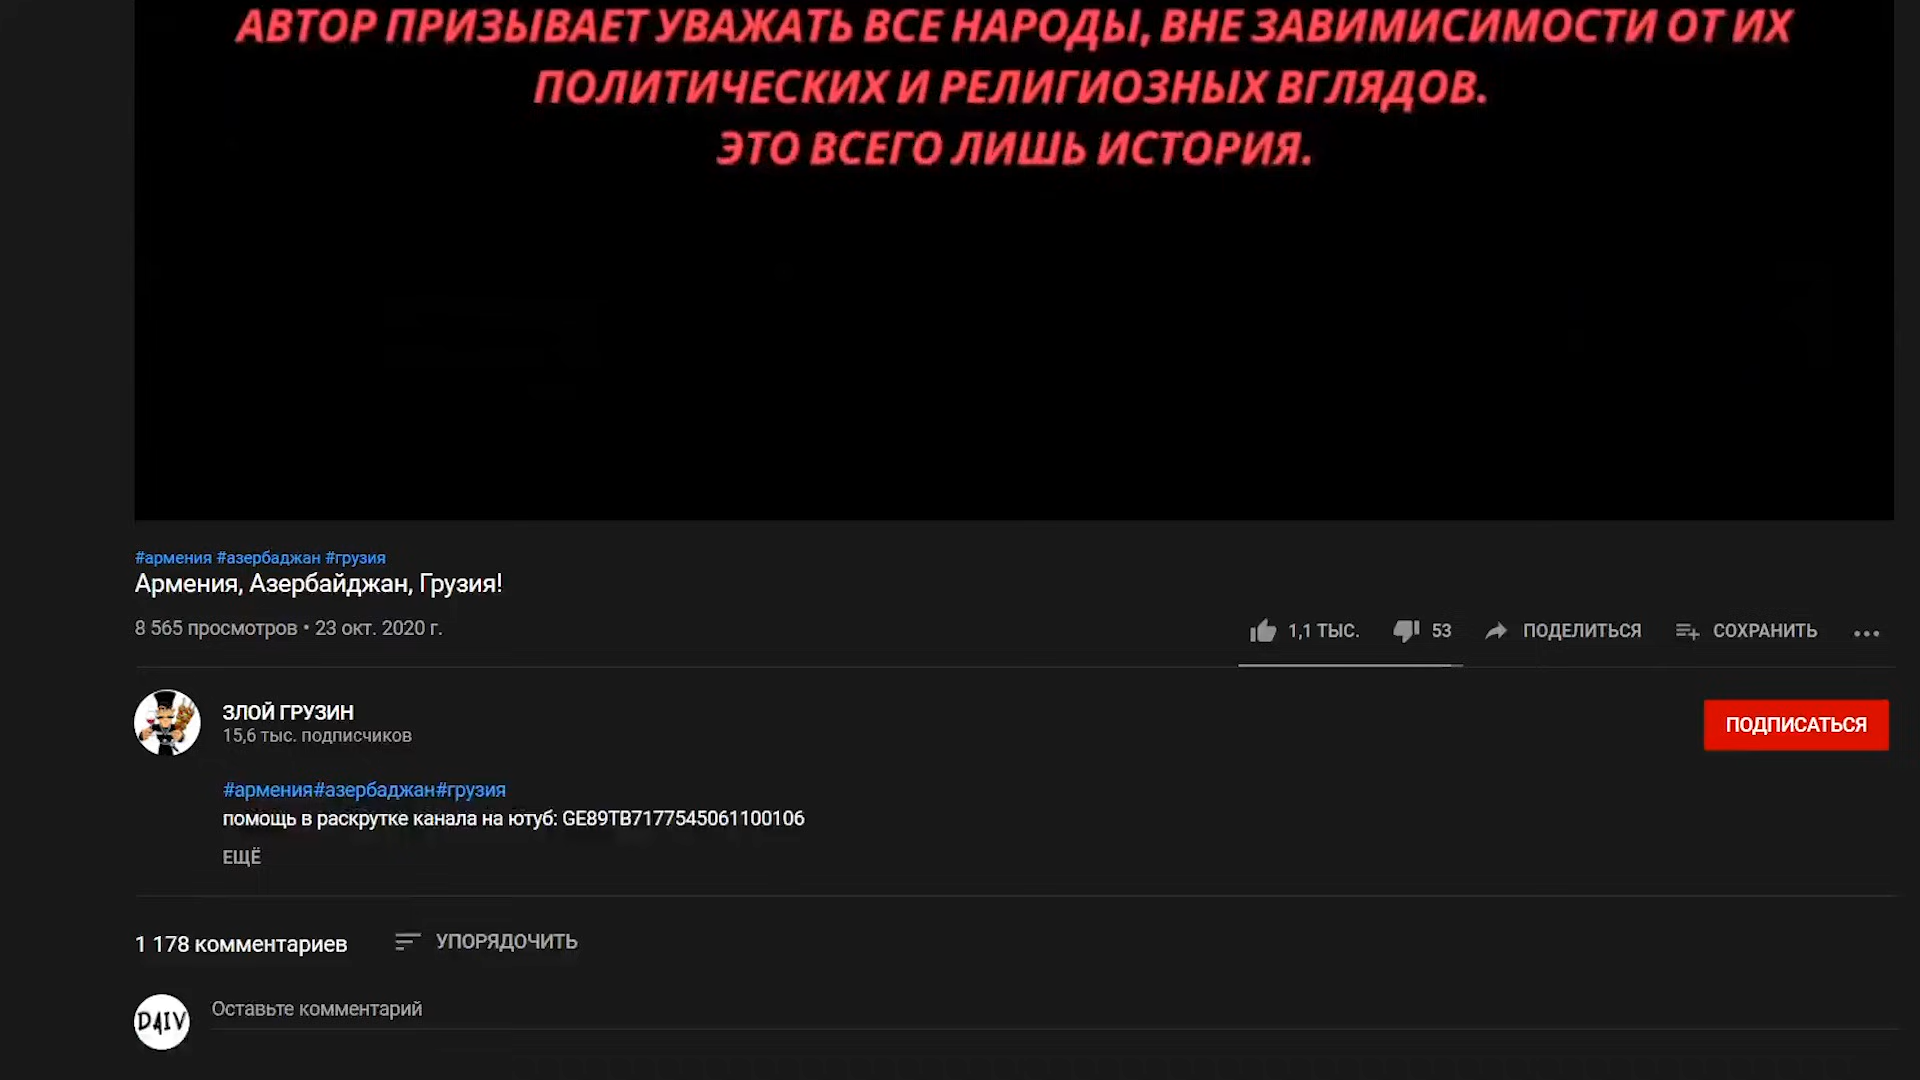 АВТОР ПРИЗЫВАЕТ УВАЖАТЬ ВСЕ НАРОДЫ, ВНЕ ЗАВИМИСИМОСТИ ОТ ИХ
ПОЛИТИЧЕСКИХ И РЕЛИГИОЗНЫХ ВГЛЯДОВ.
ЭТО ВСЕГО ЛИШЬ ИСТОРИЯ.
#армения #азербаджан #грузия
Армения, Азербайджан, Грузия!
8 565 просмотров • 23 окт. 2020 г.
1,1 ТЫС. 53 ПОДЕЛИТЬСЯ СОХРАНИТЬ
ЗЛОЙ ГРУЗИН
15,6 тыс. подписчиков
ПОДПИСАТЬСЯ
#армения#азербаджан#грузия
помощь в раскрутке канала на ютуб: GE89TB7177545061100106
ЕЩЁ
1 178 комментариев УПОРЯДОЧИТЬ
DAIV Оставьте комментарий